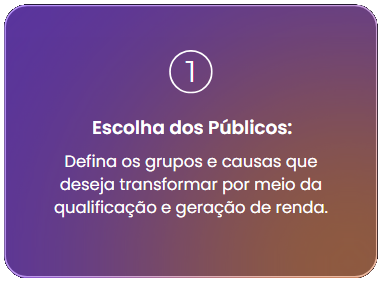 1
Escolha dos Públicos:
Defina os grupos e causas que
deseja transformar por meio da
qualificação e geração de renda.